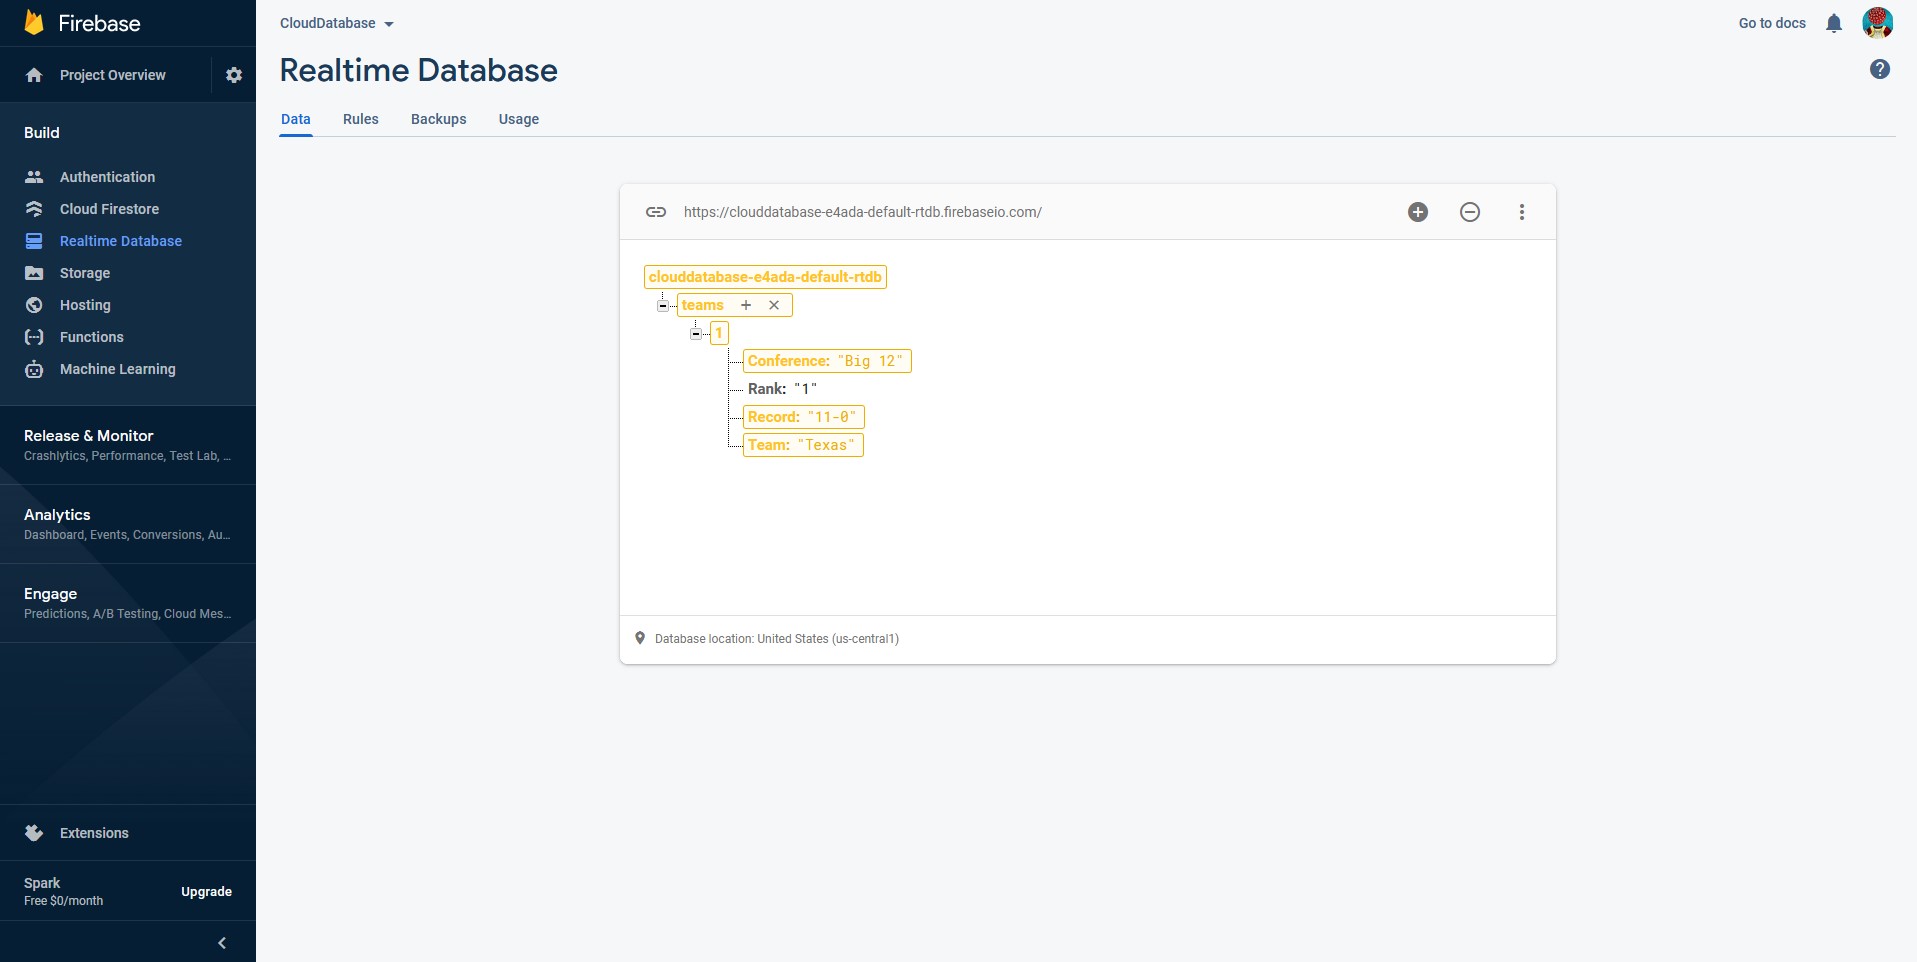 Firebase
Project Overview
Build
Authentication
Cloud Firestore
Realtime Database
Storage
Hosting
Functions
Machine Learning
Release & Monitor
Crashlytics, Performance, Test Lab, …
Analytics
Dashboard, Events, Conversions, Au…
Engage
Predictions, A/B Testing, Cloud Mes…
Extensions
Spark
Free $0/month
Upgrade
CloudDatabase
Go to docs
Realtime Database
?
Data Rules Backups Usage
https://clouddatabase-e4ada-default-rtdb.firebaseio.com/
clouddatabase-e4ada-default-rtdb
teams
1
Conference: "Big 12"
Rank: "1"
Record: "11-0"
Team: "Texas"
Database location: United States (us-central1)